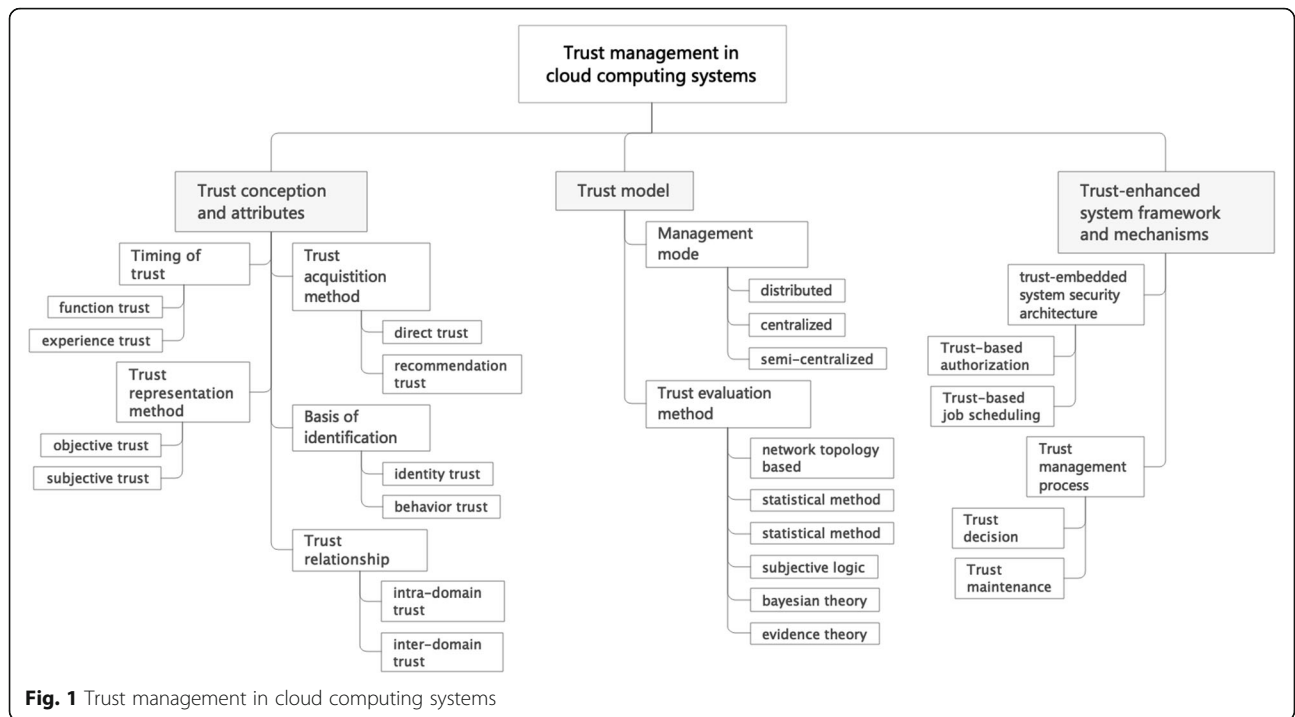 Trust management in
cloud computing systems
Trust conception
and attributes
Timing of
trust
function trust
experience trust
Trust
acquistition
method
direct trust
recommendation
trust
Trust
representation
method
objective trust
subjective trust
Basis of
identification
identity trust
behavior trust
Trust
relationship
intra-domain
trust
inter-domain
trust
Trust model
Management
mode
distributed
centralized
semi-centralized
Trust evaluation
method
network topology
based
statistical method
statistical method
subjective logic
bayesian theory
evidence theory
Trust-enhanced
system framework
and mechanisms
trust-embedded
system security
architecture
Trust-based
authorization
Trust-based
job scheduling
Trust
management
process
Trust
decision
Trust
maintenance
Fig. 1 Trust management in cloud computing systems